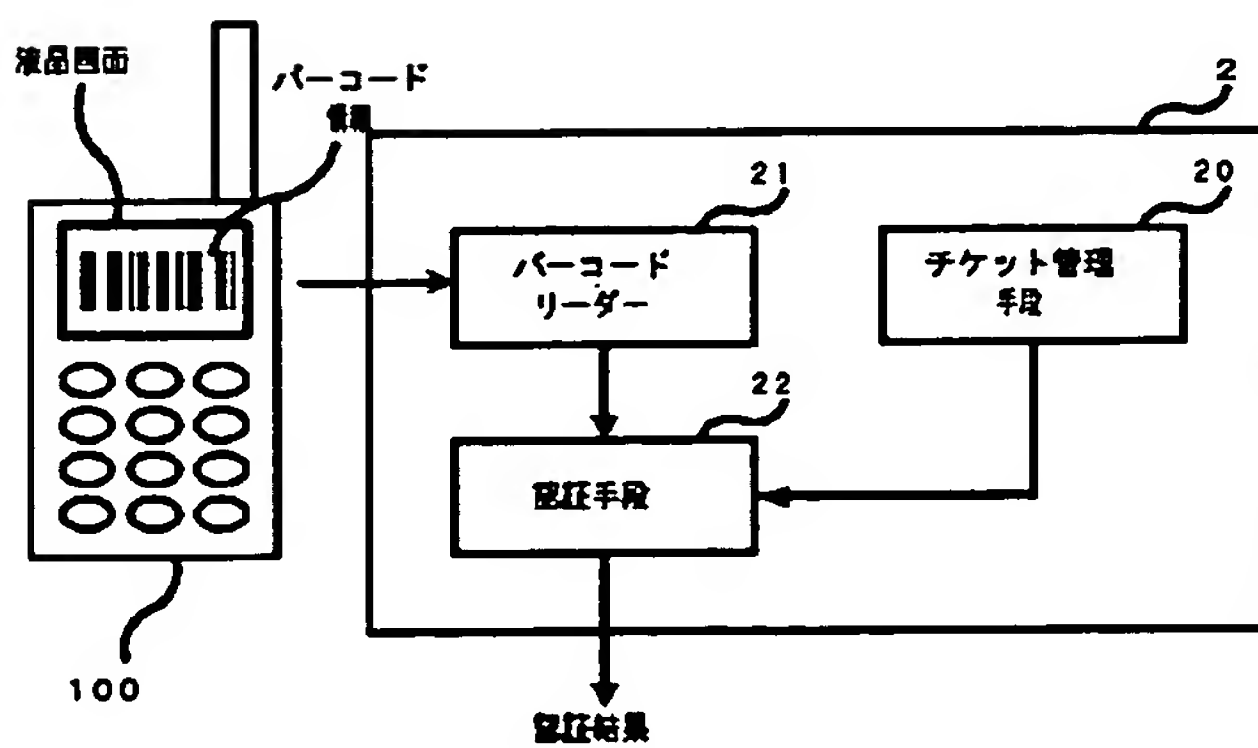 液晶画面
バーコード
情報
2
21
20
バーコード
リーダー
チケット管理
手段
22
認証手段
100
認証結果